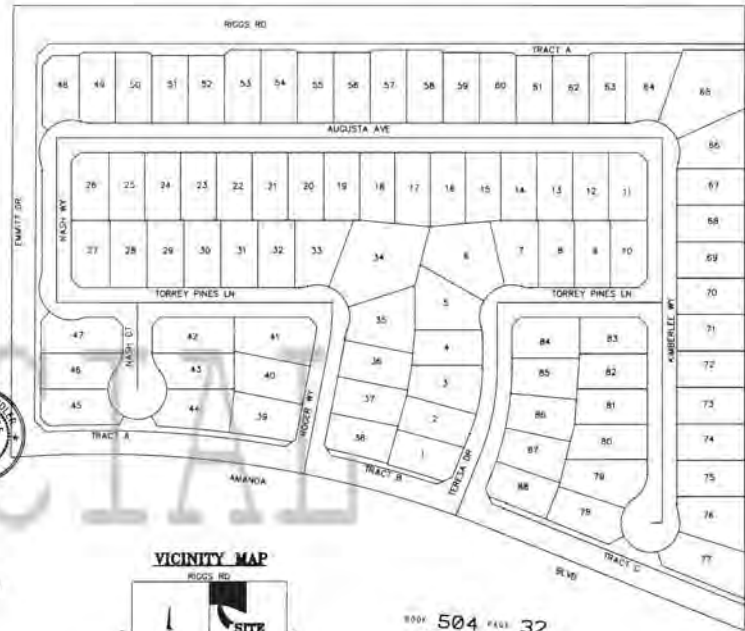 RIGGS RD
TRACT A
48 49 50 51 52 53 54 55 56 57 58 59 60 61 62 63 64 65
AUGUSTA AVE
66
EMMITT DR
NASH WY
26 25 24 23 22 21 20 19 18 17 16 15 14 13 12 11
67
68
27 28 29 30 31 32 33 34 6 7 8 9 10
69
TORREY PINES LN
TORREY PINES LN
5
70
KIMBERLEE WY
47 42 41 35 4 84 83
71
NASH CT
46 43 40 36 3 85 82
72
45 44 39 37 2 86 81
73
HOGER WY
38 1 87 80
74
TERESA DR
88 79
75
78
76
77
TRACT A
TRACT B
TRACT C
AMANDA
BLVD
CIAL
VICINITY MAP
RIGGS RD
SITE
BOOK 504 PAGE 32